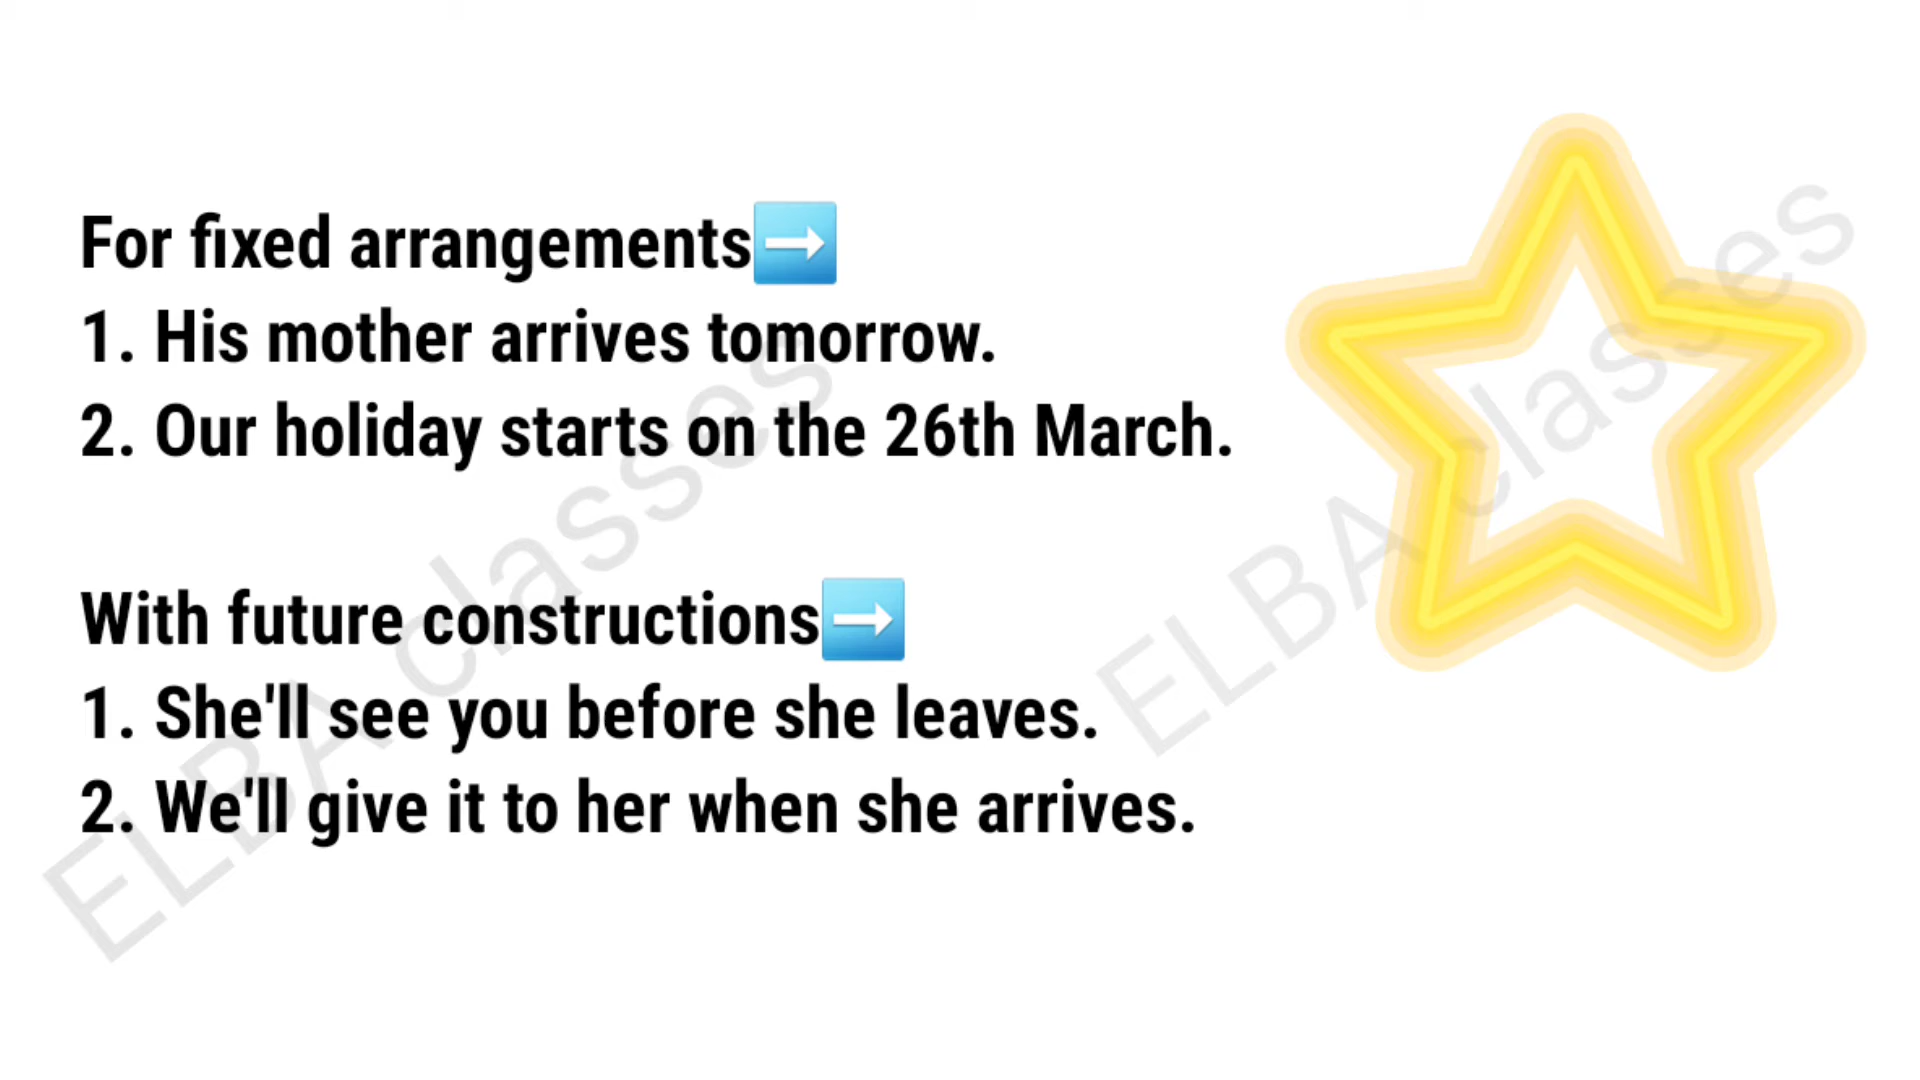 For fixed arrangements➡️
1. His mother arrives tomorrow.
2. Our holiday starts on the 26th March.
With future constructions➡️
1. She'll see you before she leaves.
2. We'll give it to her when she arrives.
ELBA classes
ELBA classes